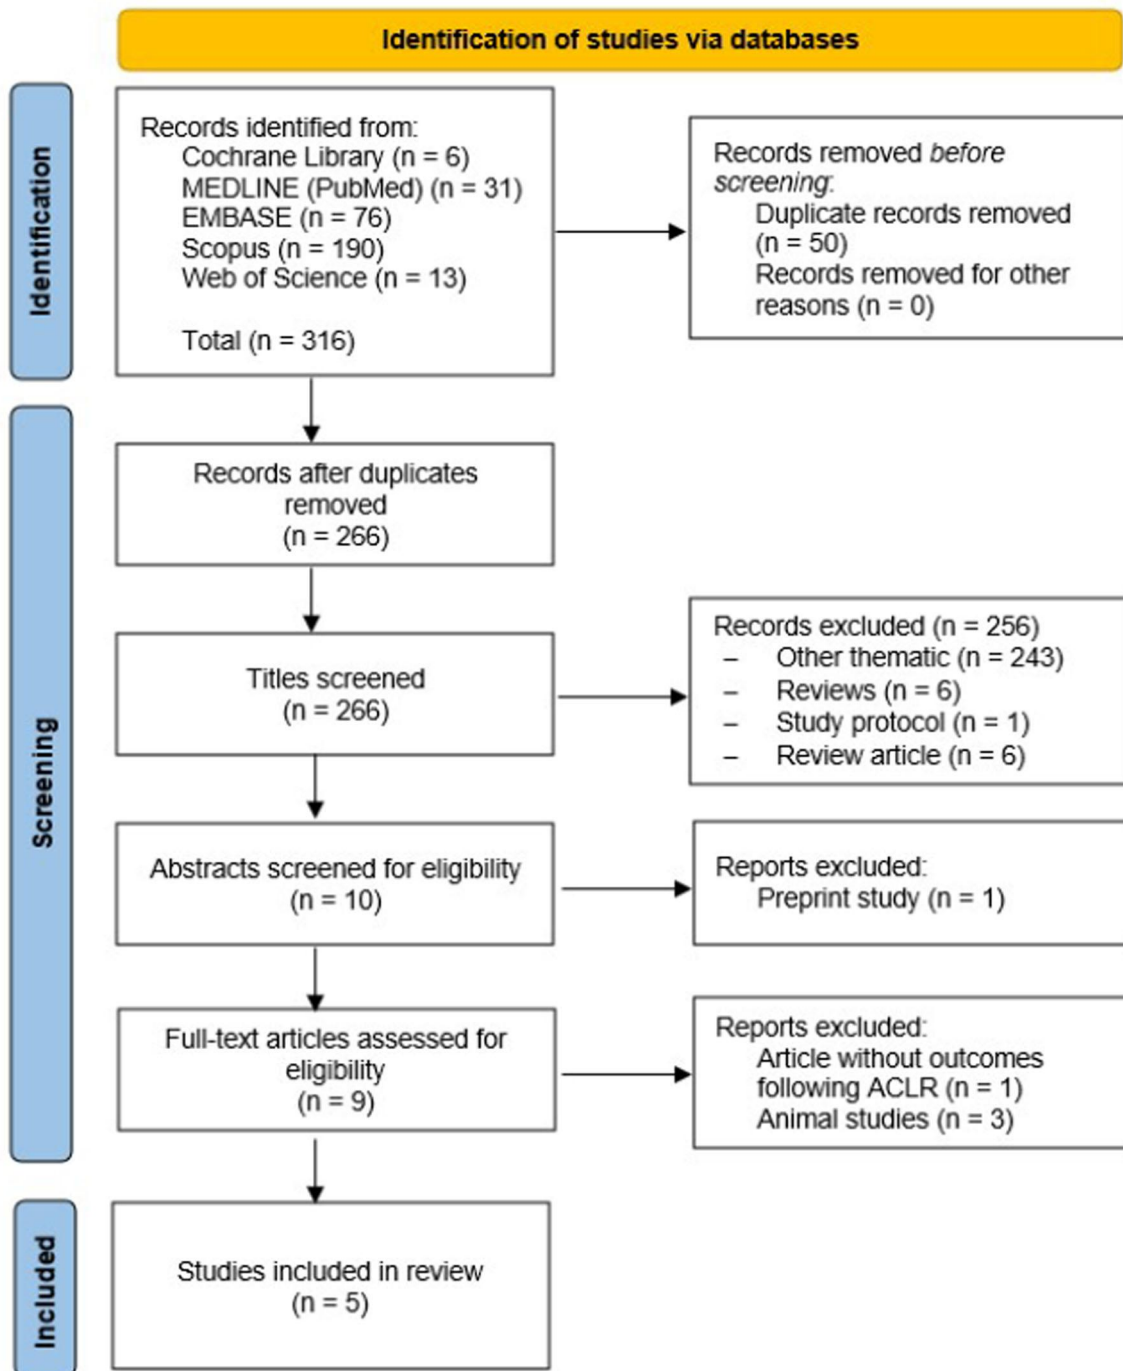 Identification of studies via databases
Identification
Records identified from:
Cochrane Library (n = 6)
MEDLINE (PubMed) (n = 31)
EMBASE (n = 76)
Scopus (n = 190)
Web of Science (n = 13)
Total (n = 316)
Records removed before
screening:
Duplicate records removed
(n = 50)
Records removed for other
reasons (n = 0)
Screening
Records after duplicates
removed
(n = 266)
Titles screened
(n = 266)
Records excluded (n = 256)
– Other thematic (n = 243)
– Reviews (n = 6)
– Study protocol (n = 1)
– Review article (n = 6)
Abstracts screened for eligibility
(n = 10)
Reports excluded:
Preprint study (n = 1)
Full-text articles assessed for
eligibility
(n = 9)
Reports excluded:
Article without outcomes
following ACLR (n = 1)
Animal studies (n = 3)
Included
Studies included in review
(n = 5)